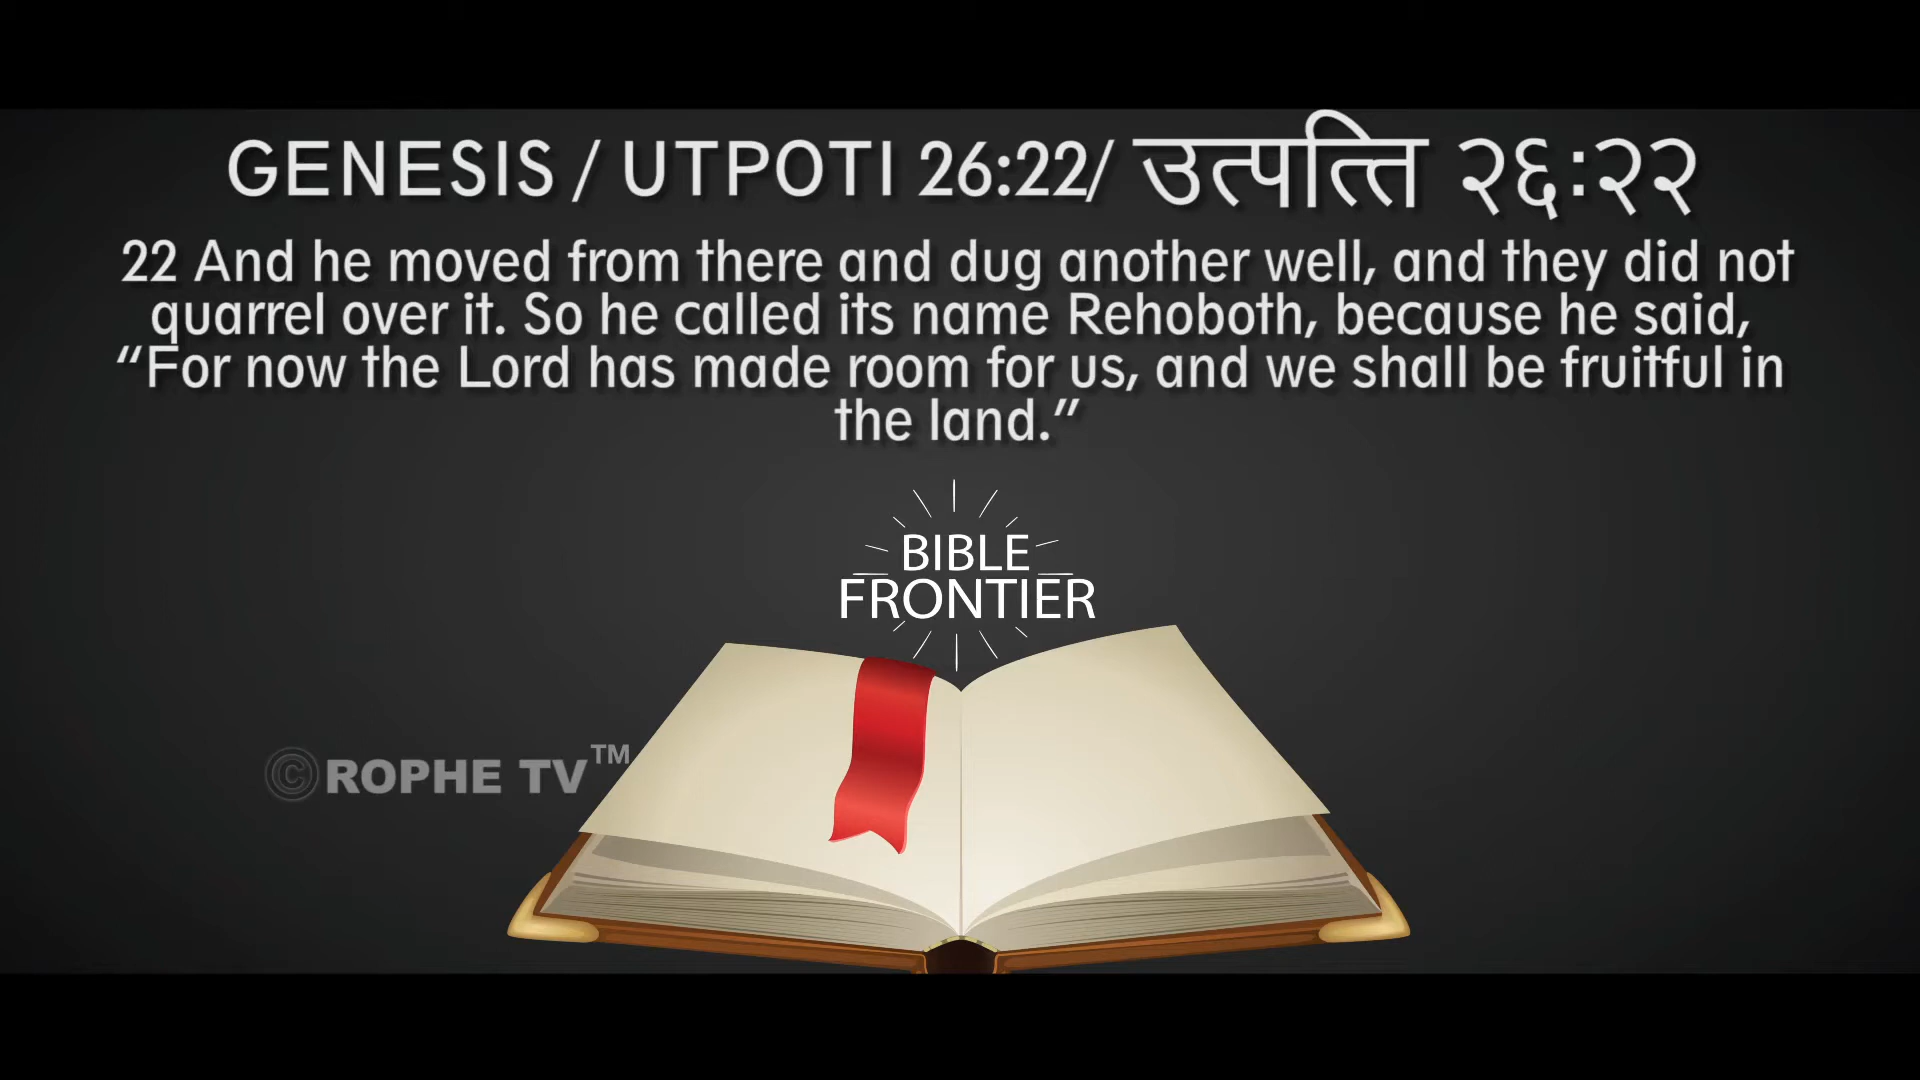 GENESIS / UTPOTI 26:22/ उत्पत्ति २६:२२
22 And he moved from there and dug another well, and they did not
quarrel over it. So he called its name Rehoboth, because he said,
“For now the Lord has made room for us, and we shall be fruitful in
the land.”
BIBLE
FRONTIER
©ROPHE TV™